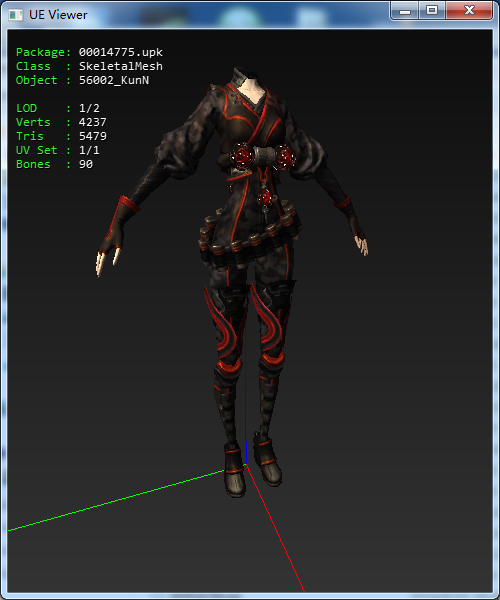 UE Viewer
Package: 00014775.upk
Class : SkeletalMesh
Object : 56002_KunN
LOD : 1/2
Verts : 4237
Tris : 5479
UV Set : 1/1
Bones : 90